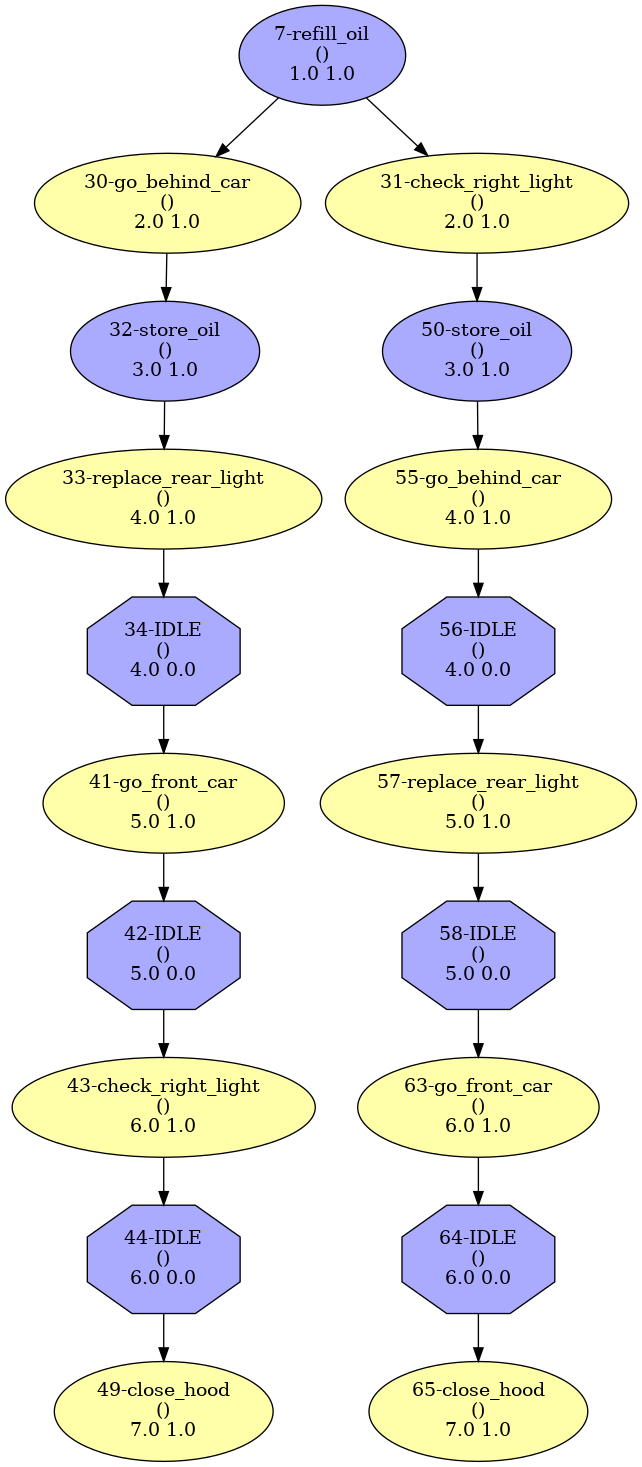 7-refill_oil
()
1.0 1.0
30-go_behind_car
()
2.0 1.0
31-check_right_light
()
2.0 1.0
32-store_oil
()
3.0 1.0
50-store_oil
()
3.0 1.0
33-replace_rear_light
()
4.0 1.0
55-go_behind_car
()
4.0 1.0
34-IDLE
()
4.0 0.0
56-IDLE
()
4.0 0.0
41-go_front_car
()
5.0 1.0
57-replace_rear_light
()
5.0 1.0
42-IDLE
()
5.0 0.0
58-IDLE
()
5.0 0.0
43-check_right_light
()
6.0 1.0
63-go_front_car
()
6.0 1.0
44-IDLE
()
6.0 0.0
64-IDLE
()
6.0 0.0
49-close_hood
()
7.0 1.0
65-close_hood
()
7.0 1.0